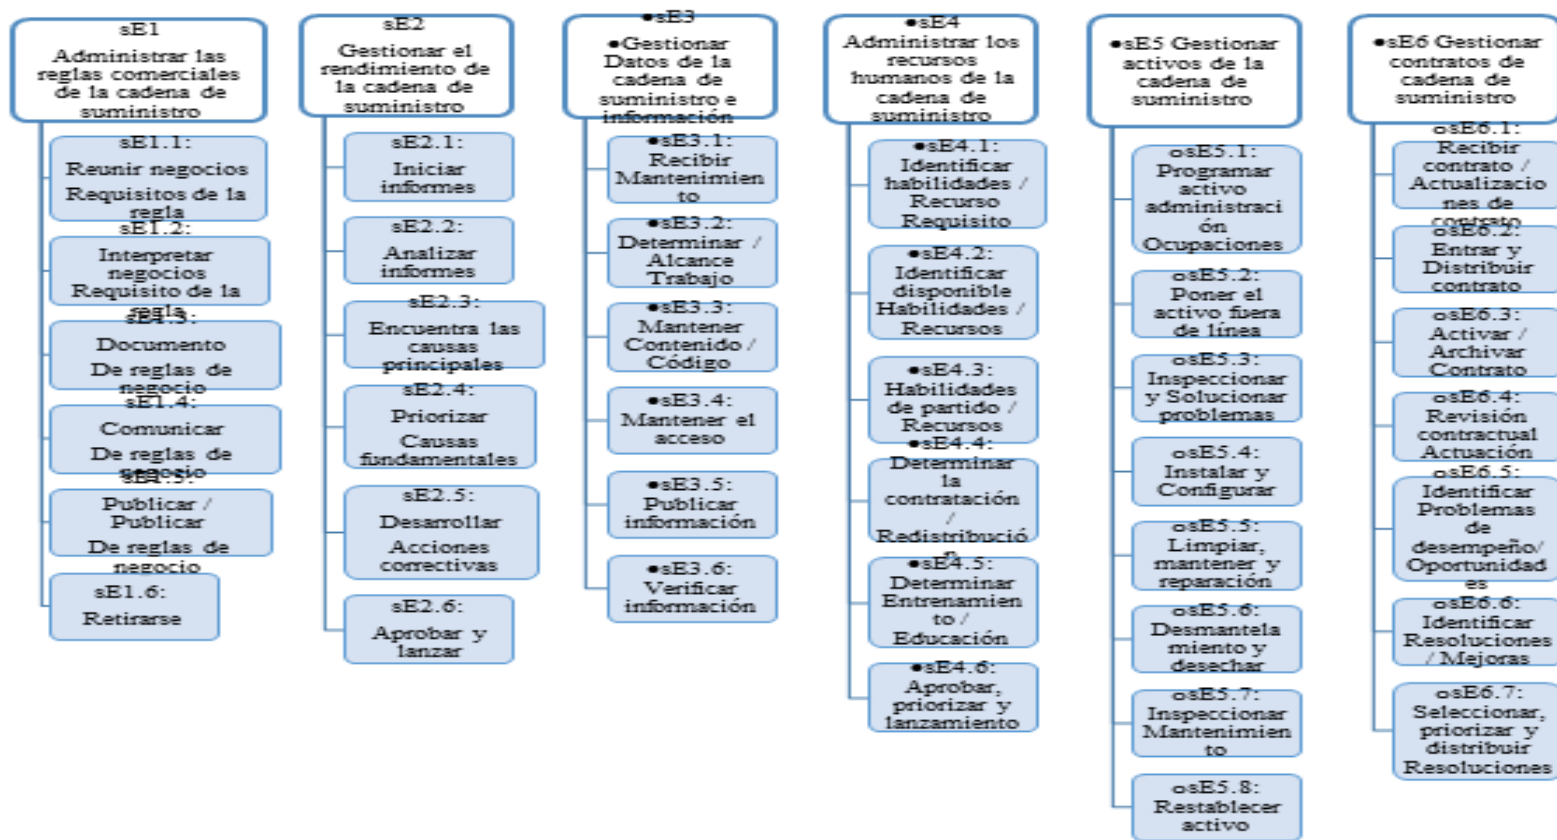 sE1
Administrar las
reglas comerciales
de la cadena de
suministro
sE1.1:
Reunir negocios
Requisitos de la
regla
sE1.2:
Interpretar
negocios
Requisito de la
regla
sE1.3:
Documento
De reglas de
negocio
sE1.4:
Comunicar
De reglas de
negocio
sE1.5:
Publicar /
Publicar
De reglas de
negocio
sE1.6:
Retirarse
sE2
Gestionar el
rendimiento de
la cadena de
suministro
sE2.1:
Iniciar
informes
sE2.2:
Analizar
informes
sE2.3:
Encuentra las
causas
principales
sE2.4:
Priorizar
Causas
fundamentales
sE2.5:
Desarrollar
Acciones
correctivas
sE2.6:
Aprobar y
lanzar
•sE3
•Gestionar
Datos de la
cadena de
suministro e
información
•sE3.1:
Recibir
Mantenimien
to
•sE3.2:
Determinar /
Alcance
Trabajo
•sE3.3:
Mantener
Contenido /
Código
•sE3.4:
Mantener el
acceso
•sE3.5:
Publicar
información
•sE3.6:
Verificar
información
•sE4
Administrar los
recursos
humanos de la
cadena de
suministro
•sE4.1:
Identificar
habilidades /
Recurso
Requisito
•sE4.2:
Identificar
disponible
Habilidades /
Recursos
•sE4.3:
Habilidades
de partido /
Recursos
•sE4.4:
Determinar
la
contratación
/
Redistribució
n
•sE4.5:
Determinar
Entrenamien
to /
Educación
•sE4.6:
Aprobar,
priorizar y
lanzamiento
•sE5 Gestionar
activos de la
cadena de
suministro
osE5.1:
Programar
activo
administraci
ón
Ocupaciones
osE5.2:
Poner el
activo fuera
de línea
osE5.3:
Inspeccionar
y Solucionar
problemas
osE5.4:
Instalar y
Configurar
osE5.5:
Limpiar,
mantener y
reparación
osE5.6:
Desmantela
miento y
desechar
osE5.7:
Inspeccionar
Mantenimien
to
osE5.8:
Restablecer
activo
•sE6 Gestionar
contratos de
cadena de
suministro
osE6.1:
Recibir
contrato /
Actualizacio
nes de
contrato
osE6.2:
Entrar y
Distribuir
contrato
osE6.3:
Activar /
Archivar
Contrato
osE6.4:
Revisión
contractual
Actuación
osE6.5:
Identificar
Problemas
de
desempeño/
Oportunidad
es
osE6.6:
Identificar
Resoluciones
/ Mejoras
osE6.7:
Seleccionar,
priorizar y
distribuir
Resoluciones